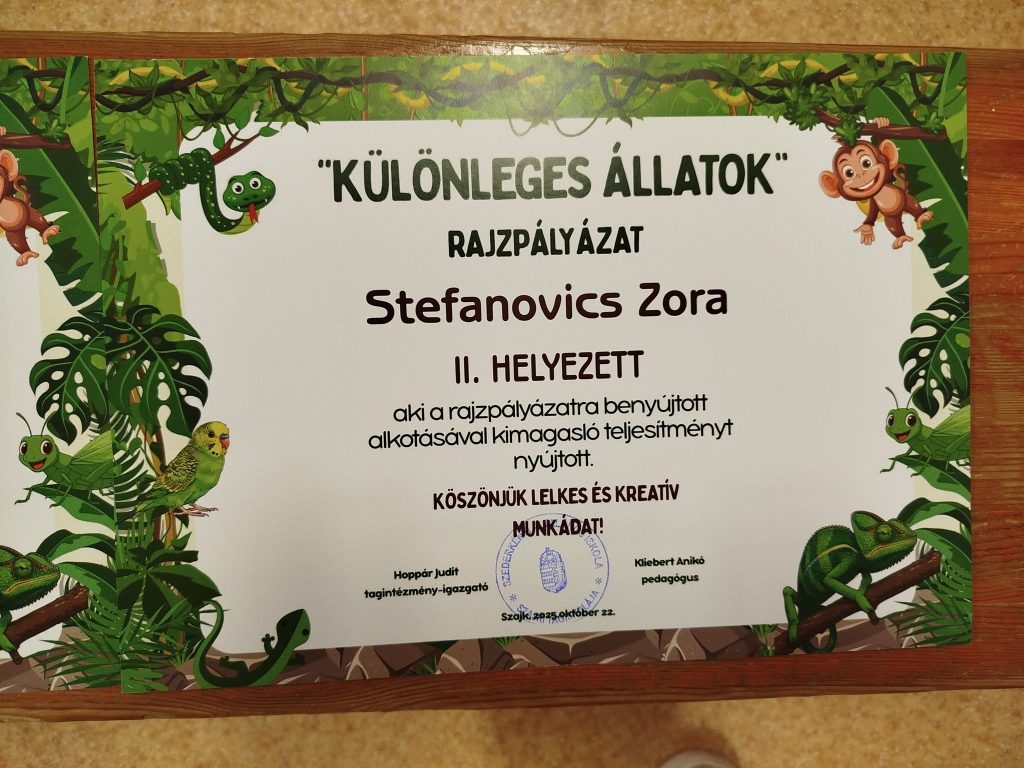 "KÜLÖNLEGES ÁLLATOK"
RAJZPÁLYÁZAT
Stefanovics Zora
II. HELYEZETT
aki a rajzpályázatra benyújtott
alkotásával kimagasló teljesítményt
nyújtott.
KÖSZÖNJÜK LELKES ÉS KREATÍV
MUNKÁDAT!
Hoppár Judit
tagintézmény-igazgató
Kliebert Anikó
pedagógus
Szajk, 2025.október 22.